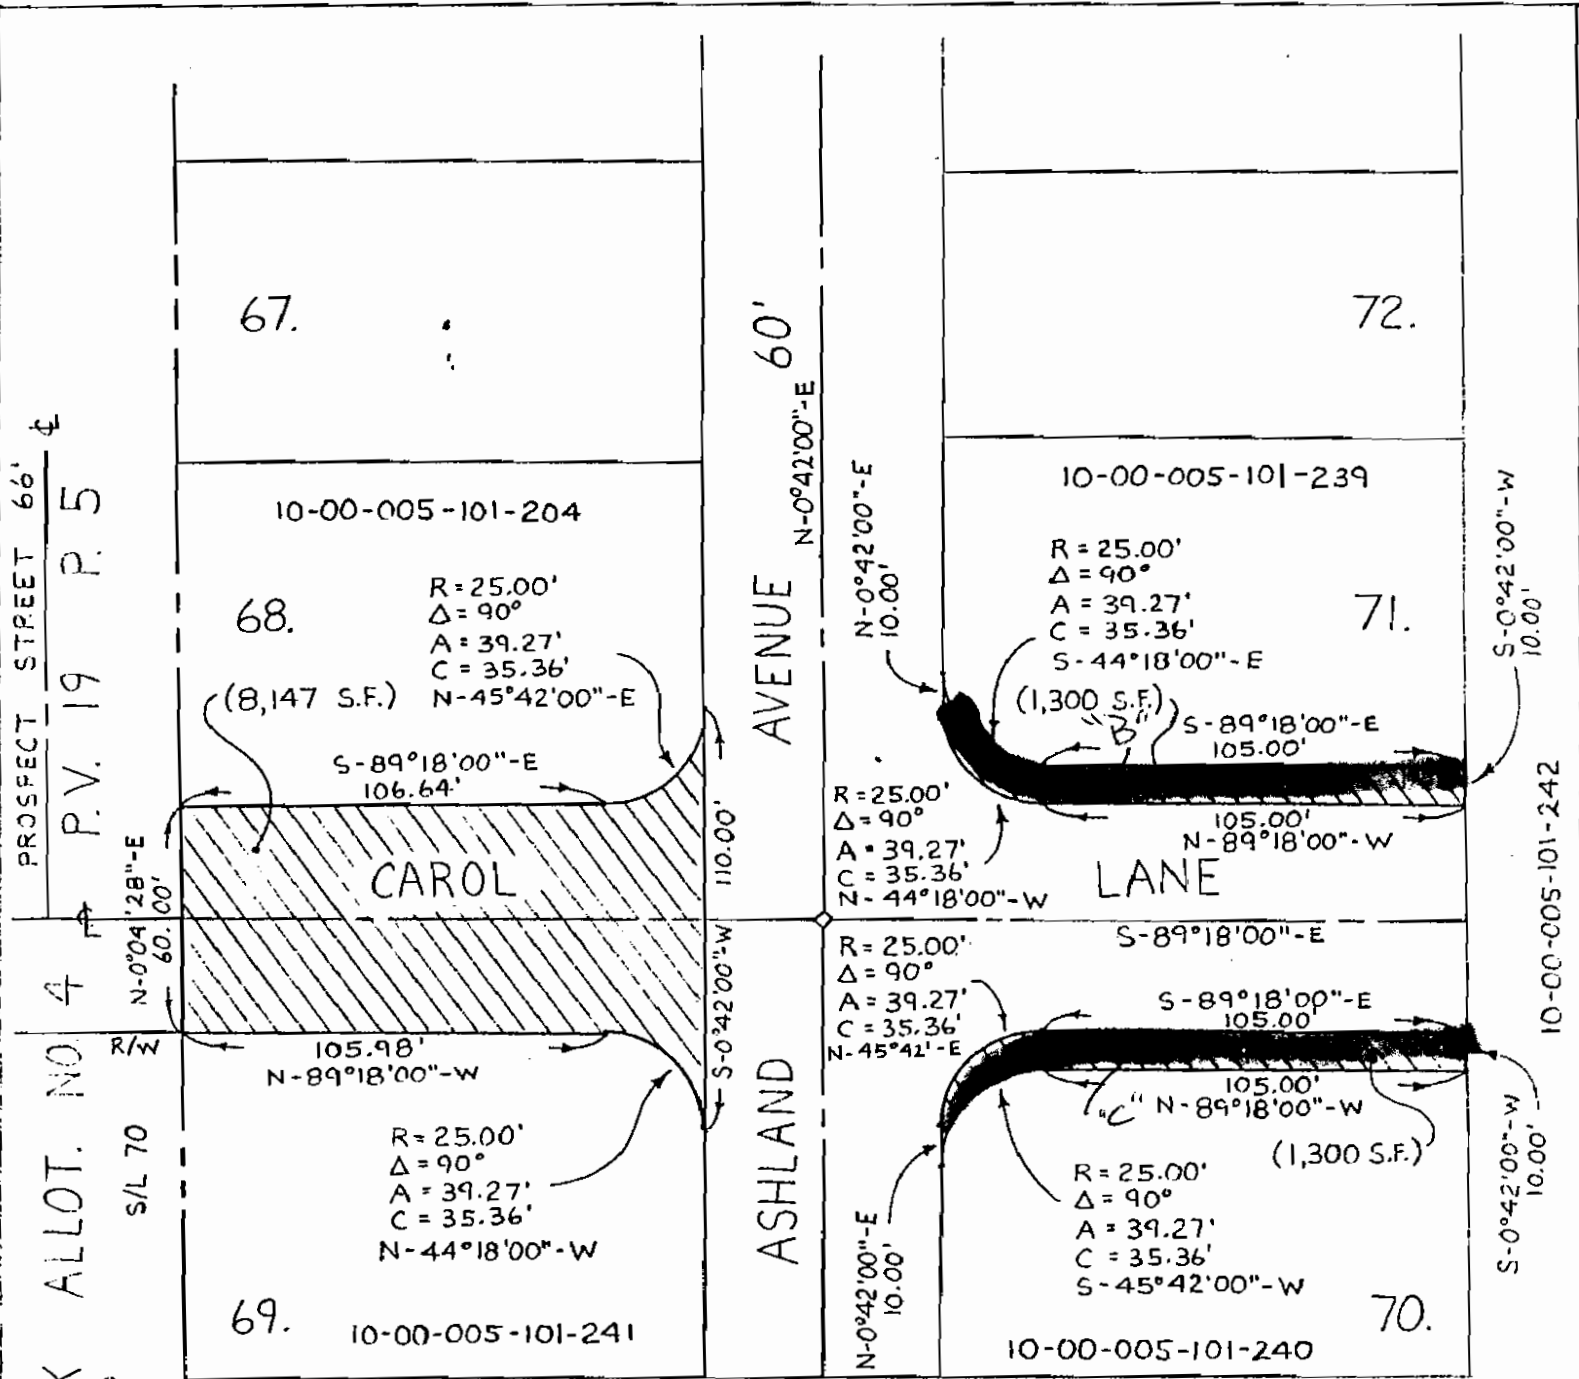 67.
72.
PROSPECT STREET 66'
℄
P.V. 19 P. 5
ALLOT. NO. 4
10-00-005-101-204
68.
R = 25.00'
Δ = 90°
A = 39.27'
C = 35.36'
N-45°42'00"-E
(8,147 S.F.)
S-89°18'00"-E
106.64'
N-0°04'28"-E
60.00'
CAROL
110.00'
S-0°42'00"-W
R/W
105.98'
N-89°18'00"-W
S/L 70
R = 25.00'
Δ = 90°
A = 39.27'
C = 35.36'
N-44°18'00"-W
69.
10-00-005-101-241
ASHLAND AVENUE 60'
N-0°42'00"-E
N-0°42'00"-E
10.00'
10-00-005-101-239
R = 25.00'
Δ = 90°
A = 39.27'
C = 35.36'
S-44°18'00"-E
71.
(1,300 S.F.)
"B"
S-89°18'00"-E
105.00'
S-0°42'00"-W
10.00'
R = 25.00'
Δ = 90°
A = 39.27'
C = 35.36'
N-44°18'00"-W
105.00'
N-89°18'00"-W
LANE
10-00-005-101-242
S-89°18'00"-E
R = 25.00'
Δ = 90°
A = 39.27'
C = 35.36'
N-45°42'-E
S-89°18'00"-E
105.00'
105.00'
"C" N-89°18'00"-W
(1,300 S.F.)
R = 25.00'
Δ = 90°
A = 39.27'
C = 35.36'
S-45°42'00"-W
N-0°42'00"-E
10.00'
S-0°42'00"-W
10.00'
70.
10-00-005-101-240